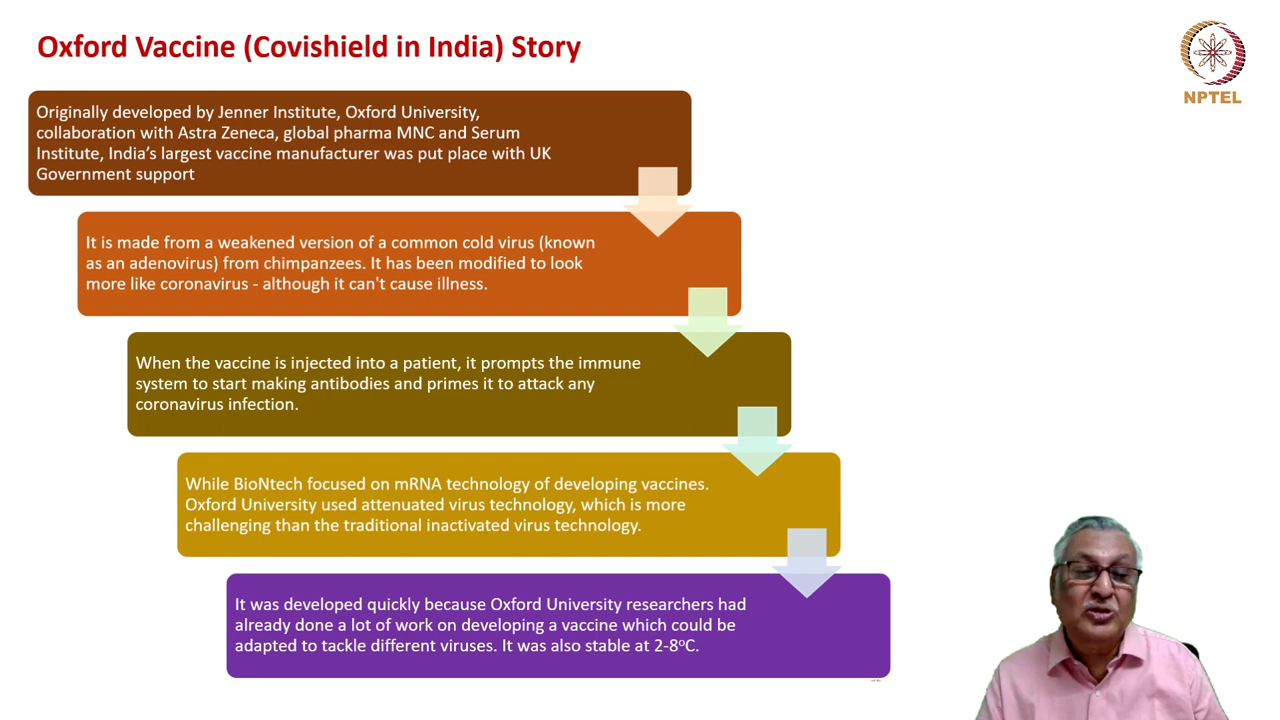 Oxford Vaccine (Covishield in India) Story
NPTEL
Originally developed by Jenner Institute, Oxford University,
collaboration with Astra Zeneca, global pharma MNC and Serum
Institute, India's largest vaccine manufacturer was put place with UK
Government support
It is made from a weakened version of a common cold virus (known
as an adenovirus) from chimpanzees. It has been modified to look
more like coronavirus - although it can't cause illness.
When the vaccine is injected into a patient, it prompts the immune
system to start making antibodies and primes it to attack any
coronavirus infection.
While BioNtech focused on mRNA technology of developing vaccines.
Oxford University used attenuated virus technology, which is more
challenging than the traditional inactivated virus technology.
It was developed quickly because Oxford University researchers had
already done a lot of work on developing a vaccine which could be
adapted to tackle different viruses. It was also stable at 2-8°C.